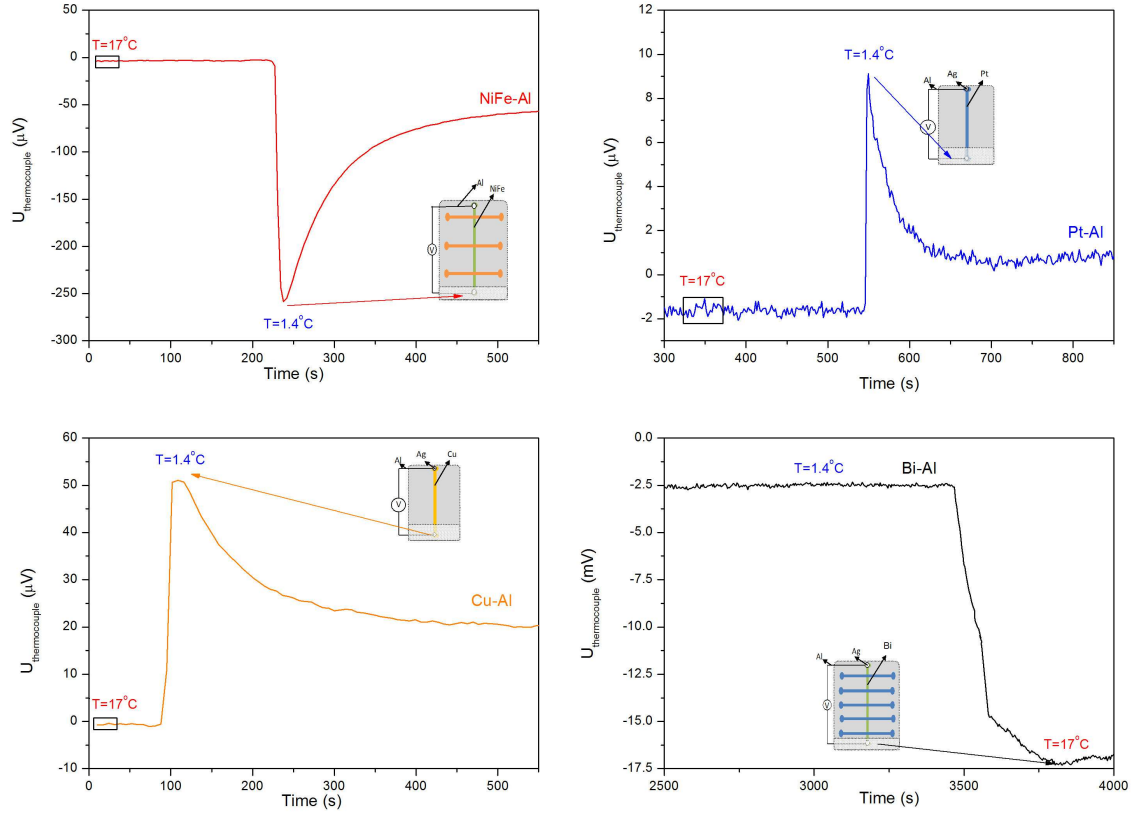 50
0
-50
-100
-150
-200
-250
-300
U thermocouple (μV)
T=17°C
NiFe-Al
Al
NiFe
V
T=1.4°C
0 100 200 300 400 500
Time (s)
12
10
8
6
4
2
0
-2
-4
U thermocouple (μV)
T=1.4°C
Ag Pt
Al
V
Pt-Al
T=17°C
300 400 500 600 700 800
Time (s)
60
50
40
30
20
10
0
-10
U thermocouple (μV)
T=1.4°C
Ag Cu
Al
V
Cu-Al
T=17°C
0 100 200 300 400 500
Time (s)
0.0
-2.5
-5.0
-7.5
-10.0
-12.5
-15.0
-17.5
U thermocouple (mV)
T=1.4°C Bi-Al
Al Ag Bi
V
T=17°C
2500 3000 3500 4000
Time (s)